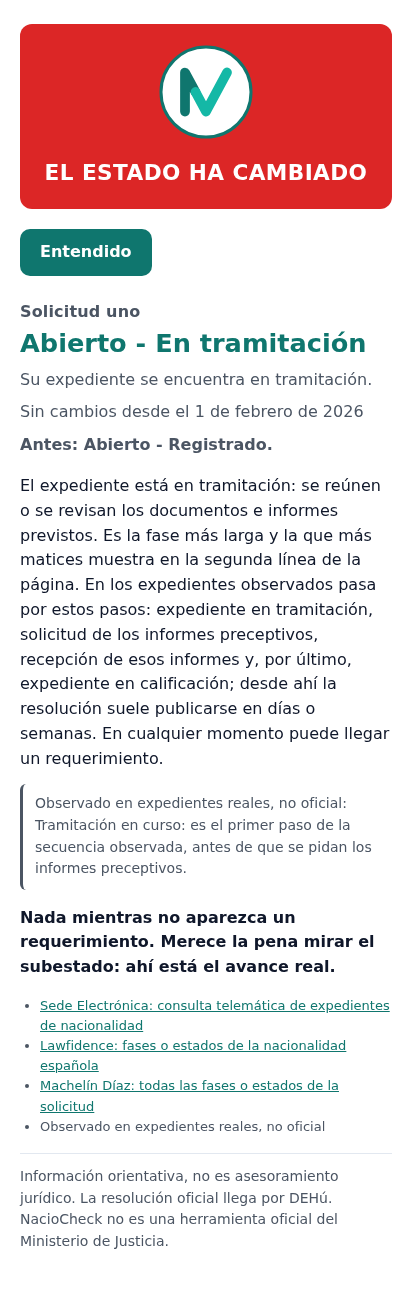 EL ESTADO HA CAMBIADO
Entendido
Solicitud uno
Abierto - En tramitación
Su expediente se encuentra en tramitación.
Sin cambios desde el 1 de febrero de 2026
Antes: Abierto - Registrado.
El expediente está en tramitación: se reúnen
o se revisan los documentos e informes
previstos. Es la fase más larga y la que más
matices muestra en la segunda línea de la
página. En los expedientes observados pasa
por estos pasos: expediente en tramitación,
solicitud de los informes preceptivos,
recepción de esos informes y, por último,
expediente en calificación; desde ahí la
resolución suele publicarse en días o
semanas. En cualquier momento puede llegar
un requerimiento.
Observado en expedientes reales, no oficial:
Tramitación en curso: es el primer paso de la
secuencia observada, antes de que se pidan los
informes preceptivos.
Nada mientras no aparezca un
requerimiento. Merece la pena mirar el
subestado: ahí está el avance real.
• Sede Electrónica: consulta telemática de expedientes
de nacionalidad
• Lawfidence: fases o estados de la nacionalidad
española
• Machelín Díaz: todas las fases o estados de la
solicitud
• Observado en expedientes reales, no oficial
Información orientativa, no es asesoramiento
jurídico. La resolución oficial llega por DEHú.
NacioCheck no es una herramienta oficial del
Ministerio de Justicia.